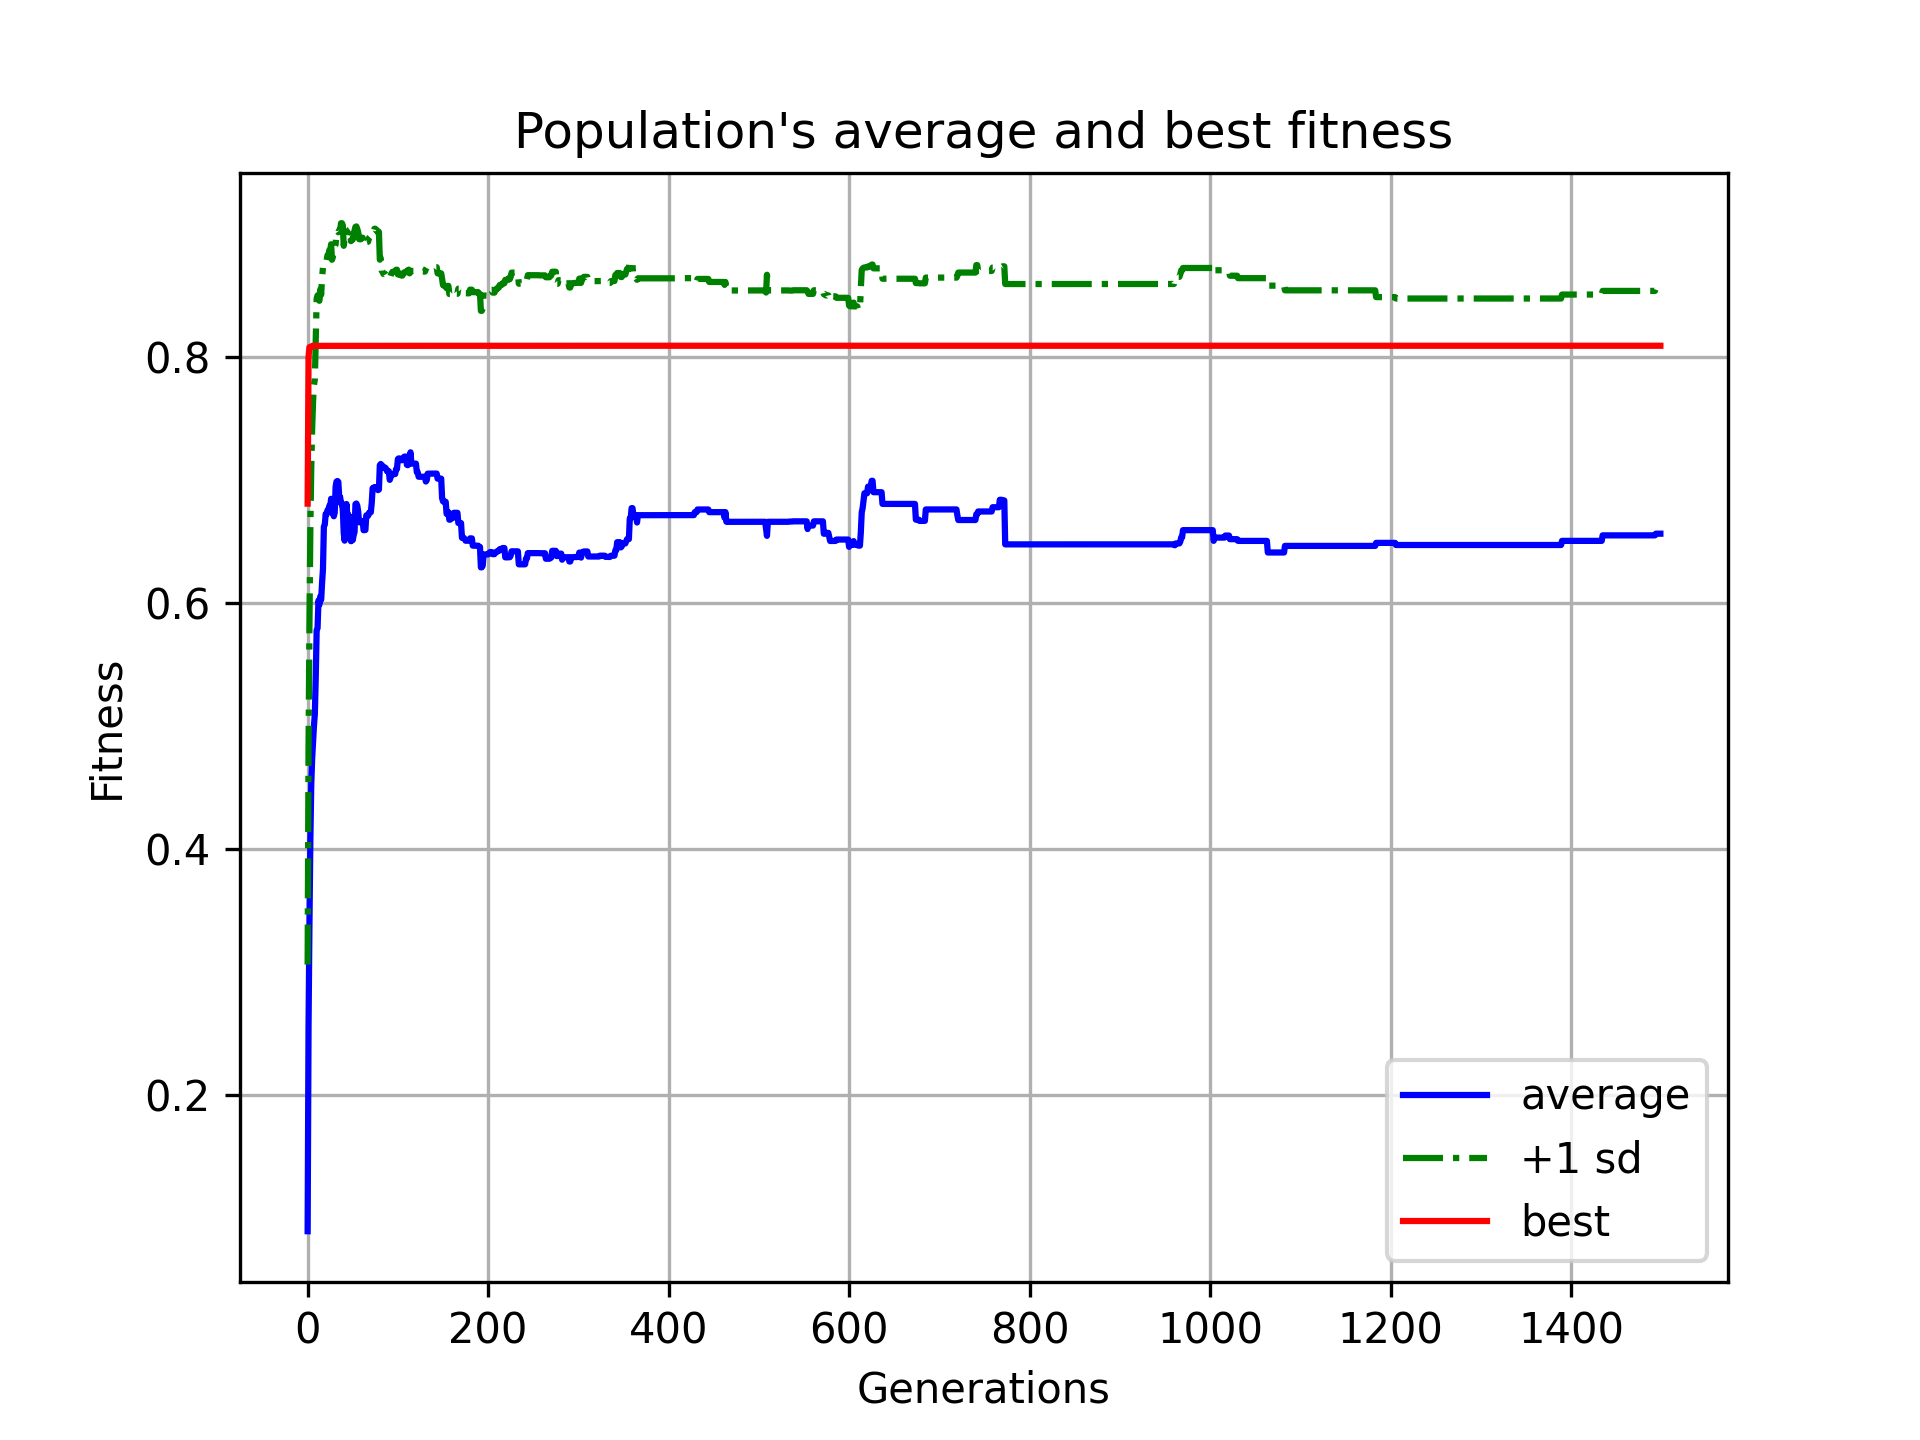 Population's average and best fitness
Fitness
0.8
0.6
0.4
0.2
0 200 400 600 800 1000 1200 1400
Generations
average
+1 sd
best